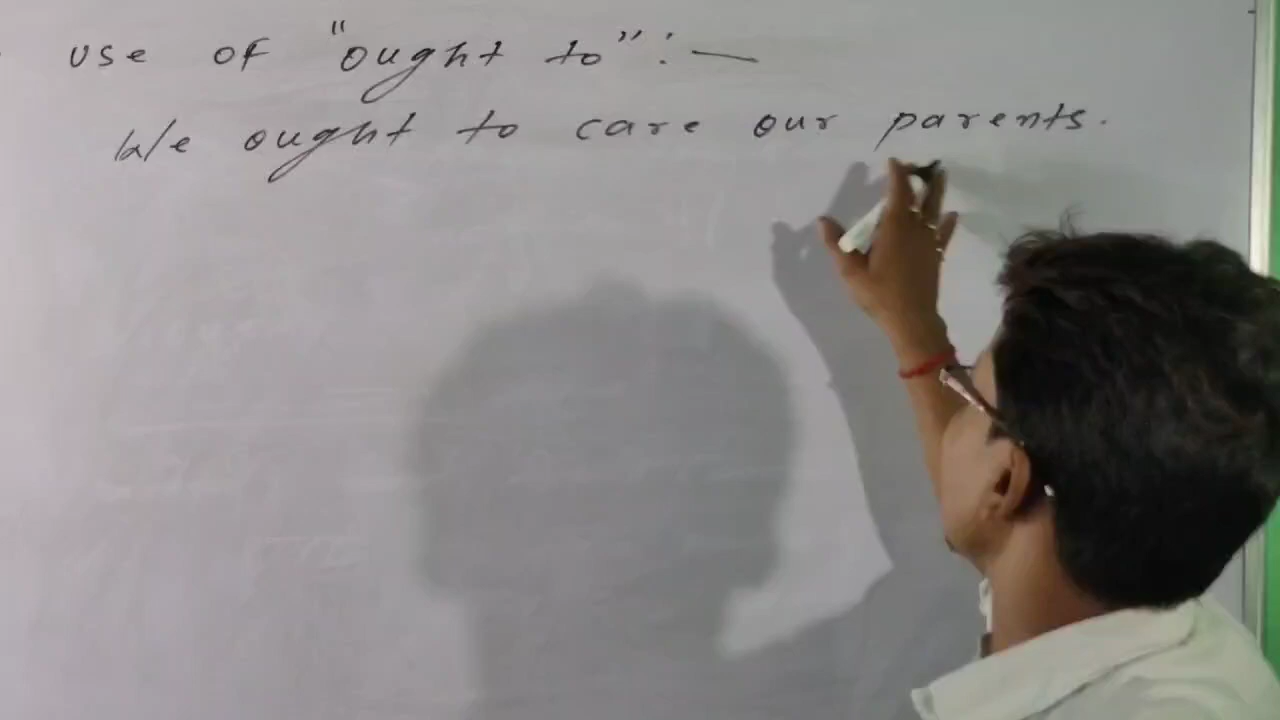 use of "ought to" :—
We ought to care our parents.